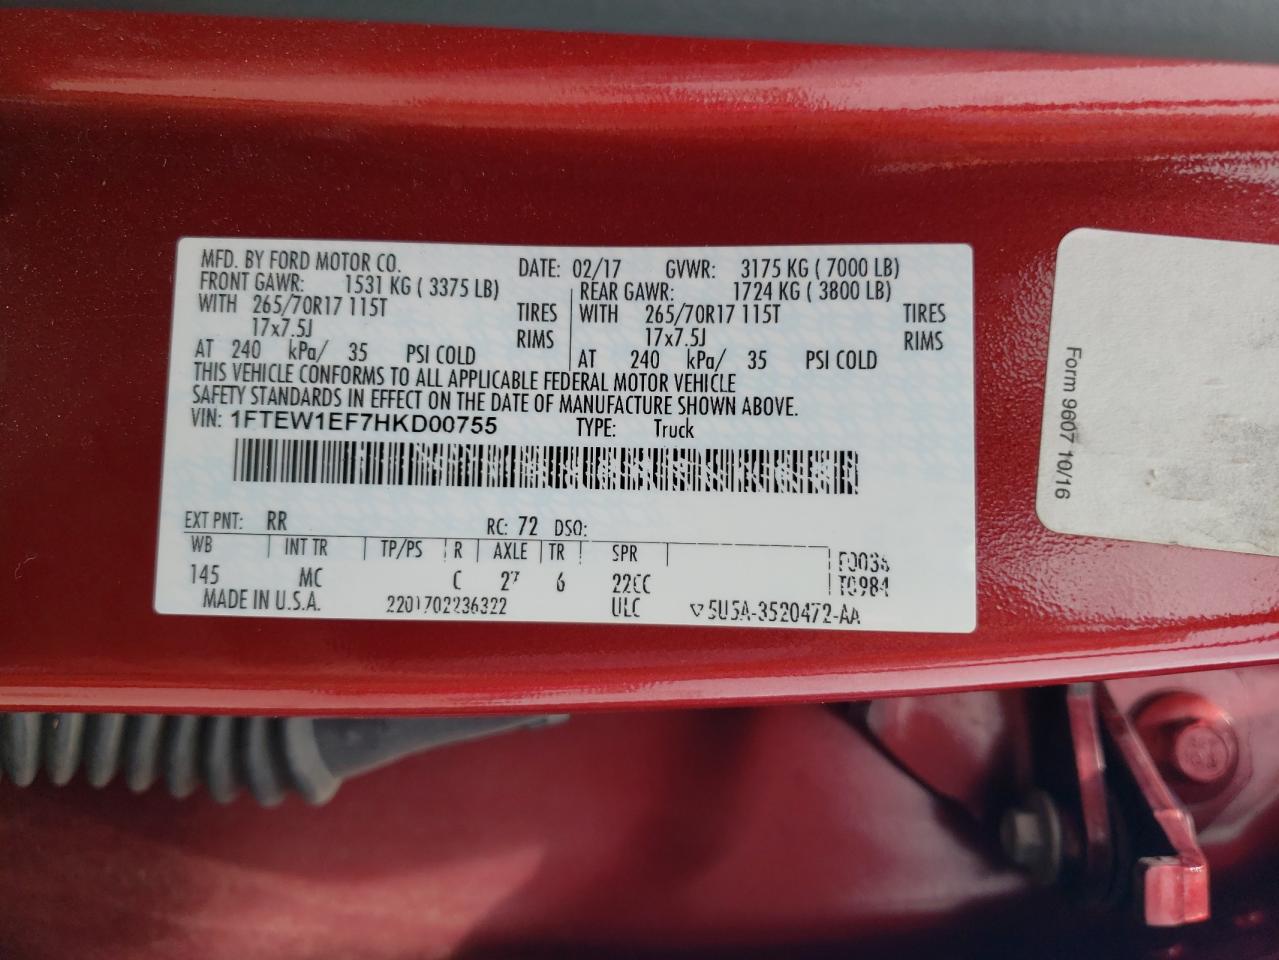 MFD. BY FORD MOTOR CO. DATE: 02/17 GVWR: 3175 KG ( 7000 LB)
FRONT GAWR: 1531 KG ( 3375 LB) REAR GAWR: 1724 KG ( 3800 LB)
WITH 265/70R17 115T TIRES WITH 265/70R17 115T TIRES
17x7.5J RIMS 17x7.5J RIMS
AT 240 kPa/ 35 PSI COLD AT 240 kPa/ 35 PSI COLD
THIS VEHICLE CONFORMS TO ALL APPLICABLE FEDERAL MOTOR VEHICLE
SAFETY STANDARDS IN EFFECT ON THE DATE OF MANUFACTURE SHOWN ABOVE.
VIN: 1FTEW1EF7HKD00755 TYPE: Truck
EXT PNT: RR RC: 72 DSO:
WB INT TR TP/PS R AXLE TR SPR
145 MC C 27 6
MADE IN U.S.A. 2201702236322 5U5A-3520472-AA
Form 9607 10/16